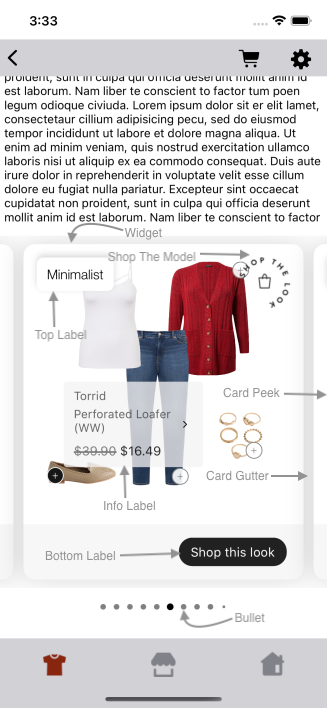 3:33
proident, sunt in culpa qui officia deserunt mollit anim id
est laborum. Nam liber te conscient to factor tum poen
legum odioque civiuda. Lorem ipsum dolor sit er elit lamet,
consectetaur cillium adipisicing pecu, sed do eiusmod
tempor incididunt ut labore et dolore magna aliqua. Ut
enim ad minim veniam, quis nostrud exercitation ullamco
laboris nisi ut aliquip ex ea commodo consequat. Duis aute
irure dolor in reprehenderit in voluptate velit esse cillum
dolore eu fugiat nulla pariatur. Excepteur sint occaecat
cupidatat non proident, sunt in culpa qui officia deserunt
mollit anim id est laborum. Nam liber te conscient to factor
Widget
Shop The Model
SHOP THE LOOK
Minimalist
Top Label
Torrid
Perforated Loafer
(WW)
$39.90 $16.49
Card Peek
Card Gutter
Info Label
Bottom Label
Shop this look
Bullet